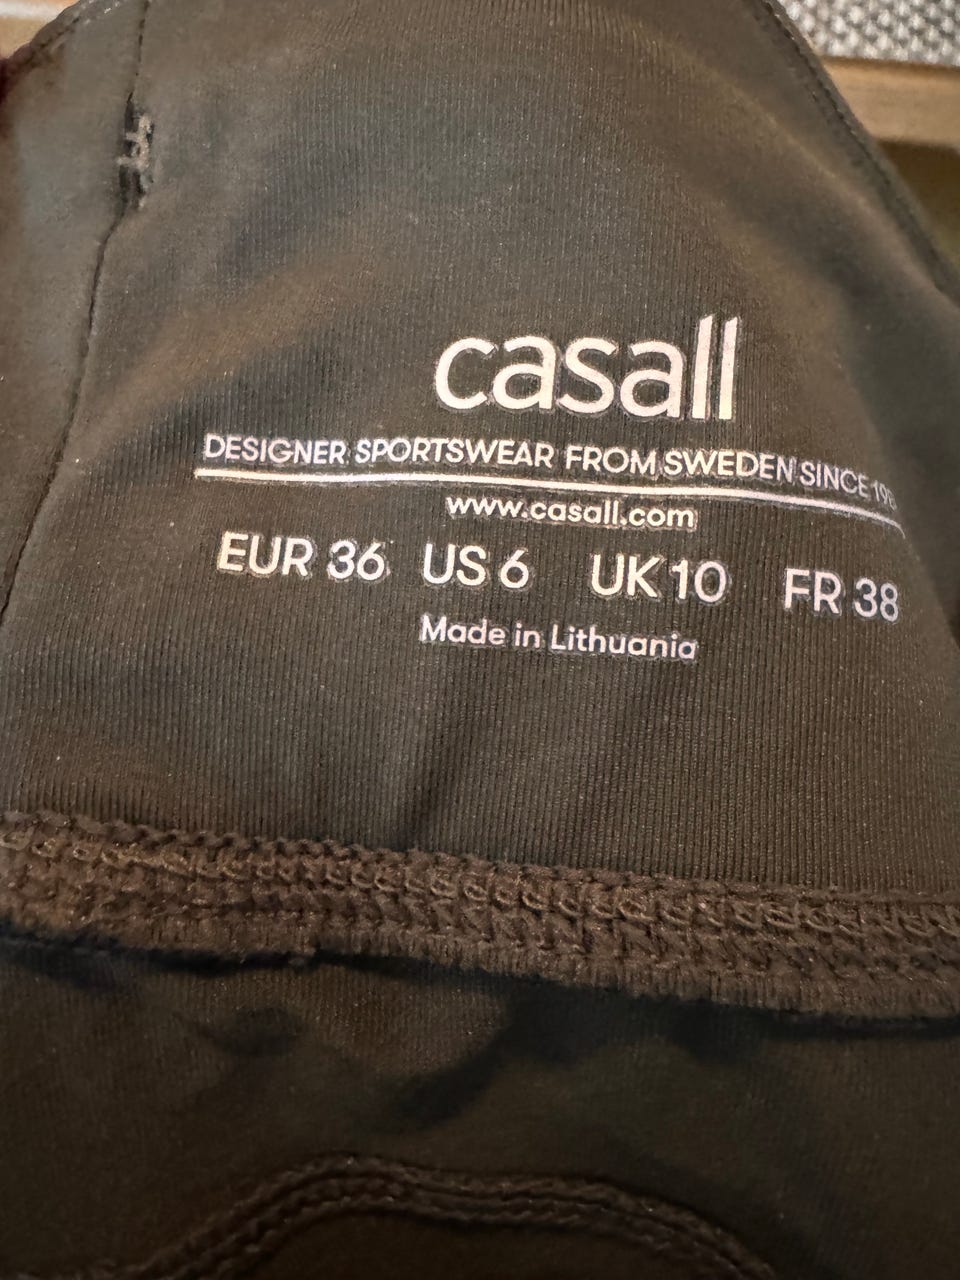 casall
DESIGNER SPORTSWEAR FROM SWEDEN SINCE
www.casall.com
EUR 36 US 6 UK 10 FR 38
Made in Lithuania